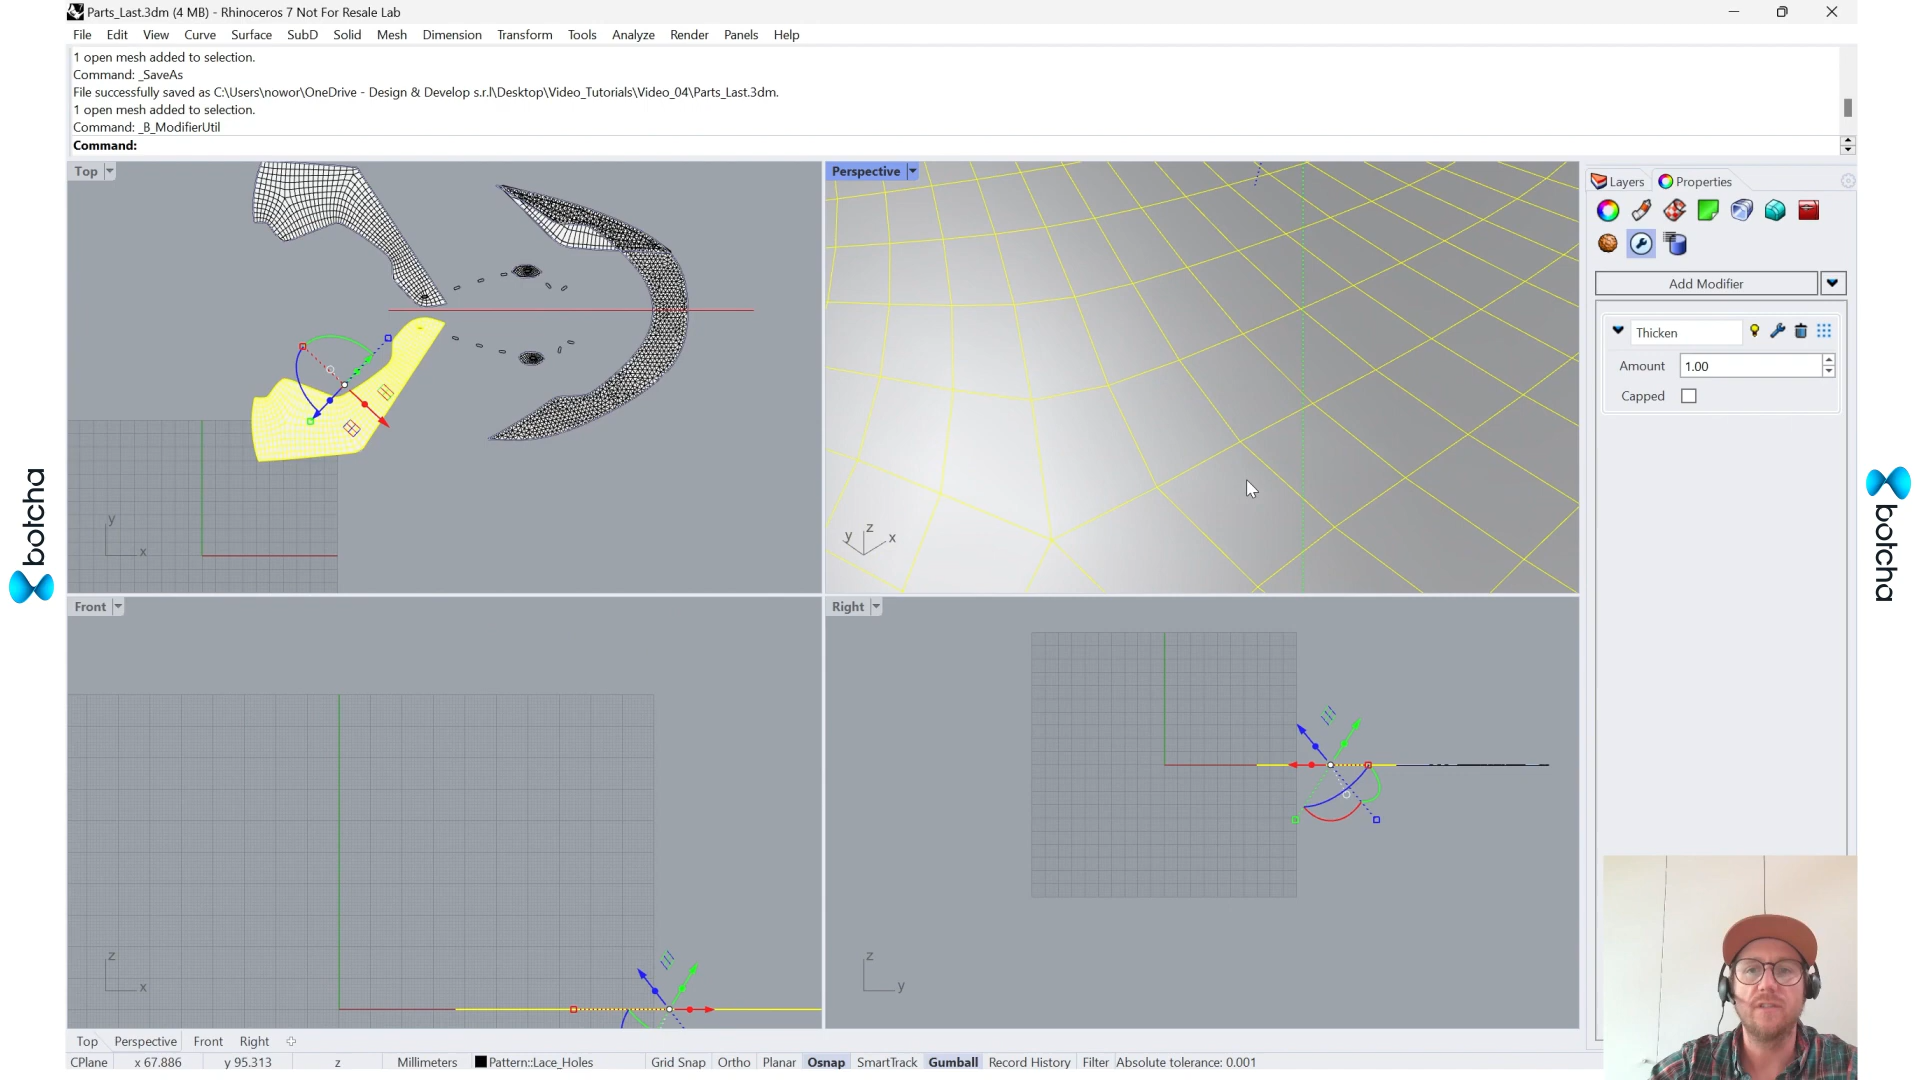 Parts_Last.3dm (4 MB) - Rhinoceros 7 Not For Resale Lab
File Edit View Curve Surface SubD Solid Mesh Dimension Transform Tools Analyze Render Panels Help
1 open mesh added to selection.
Command: _SaveAs
File successfully saved as C:\Users\nowor\OneDrive - Design & Develop s.r.l\Desktop\Video_Tutorials\Video_04\Parts_Last.3dm.
1 open mesh added to selection.
Command: _B_ModifierUtil
Command:
Top
Perspective
Layers Properties
Add Modifier
Thicken
Amount 1.00
Capped
y
x
y z x
Front
Right
z
x
z
y
botcha
botcha
Top Perspective Front Right
CPlane x 67.886 y 95.313 z Millimeters Pattern::Lace_Holes Grid Snap Ortho Planar Osnap SmartTrack Gumball Record History Filter Absolute tolerance: 0.001